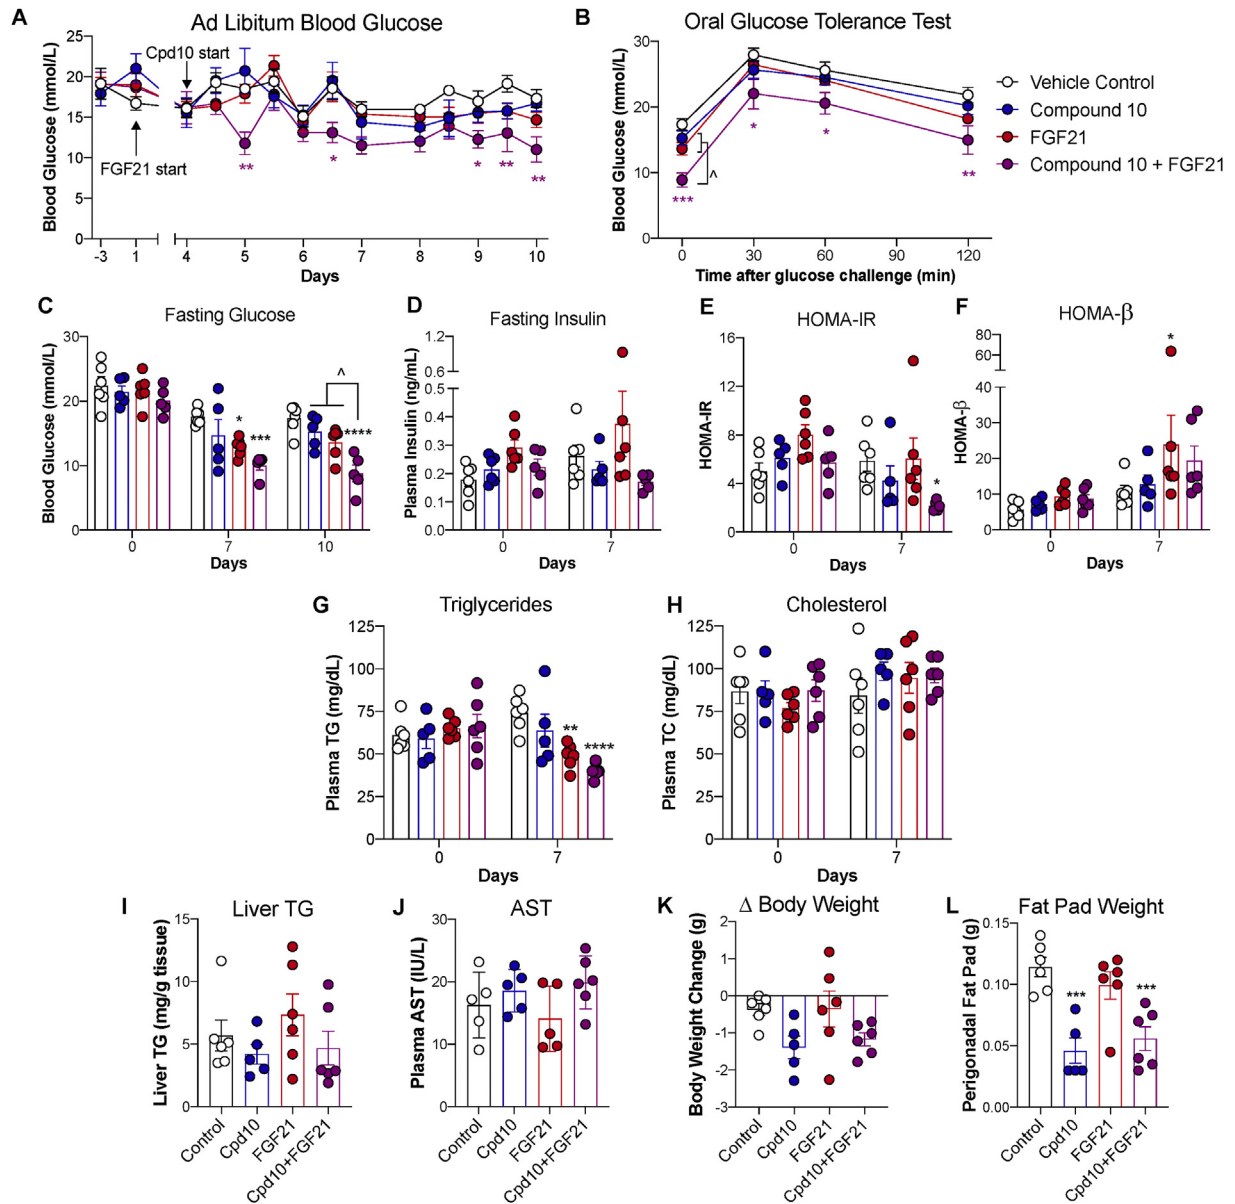 A
Ad Libitum Blood Glucose
Blood Glucose (mmol/L)
25
20
15
10
5
0
Cpd10 start
FGF21 start
**
*
*
**
**
-3
1
4
5
6
7
8
9
10
Days
B
Oral Glucose Tolerance Test
Blood Glucose (mmol/L)
30
20
10
0
^
***
*
*
**
0
30
60
90
120
Time after glucose challenge (min)
Vehicle Control
Compound 10
FGF21
Compound 10 + FGF21
C
Fasting Glucose
Blood Glucose (mmol/L)
30
20
10
0
*
***
^
****
0
7
10
Days
D
Fasting Insulin
Plasma Insulin (ng/mL)
1.2
0.6
0.5
0.4
0.3
0.2
0.1
0.0
0
7
Days
E
HOMA-IR
HOMA-IR
16
12
8
4
0
*
0
7
Days
F
HOMA-β
HOMA-β
80
60
40
30
20
10
0
*
0
7
Days
G
Triglycerides
Plasma TG (mg/dL)
125
100
75
50
25
0
**
****
0
7
Days
H
Cholesterol
Plasma TC (mg/dL)
125
100
75
50
25
0
0
7
Days
I
Liver TG
Liver TG (mg/g tissue)
15
10
5
0
Control
Cpd10
FGF21
Cpd10+FGF21
J
AST
Plasma AST (IU/L)
30
20
10
0
Control
Cpd10
FGF21
Cpd10+FGF21
K
Δ Body Weight
Body Weight Change (g)
2
1
0
-1
-2
-3
Control
Cpd10
FGF21
Cpd10+FGF21
L
Fat Pad Weight
Perigonadal Fat Pad (g)
0.15
0.10
0.05
0.00
***
***
Control
Cpd10
FGF21
Cpd10+FGF21